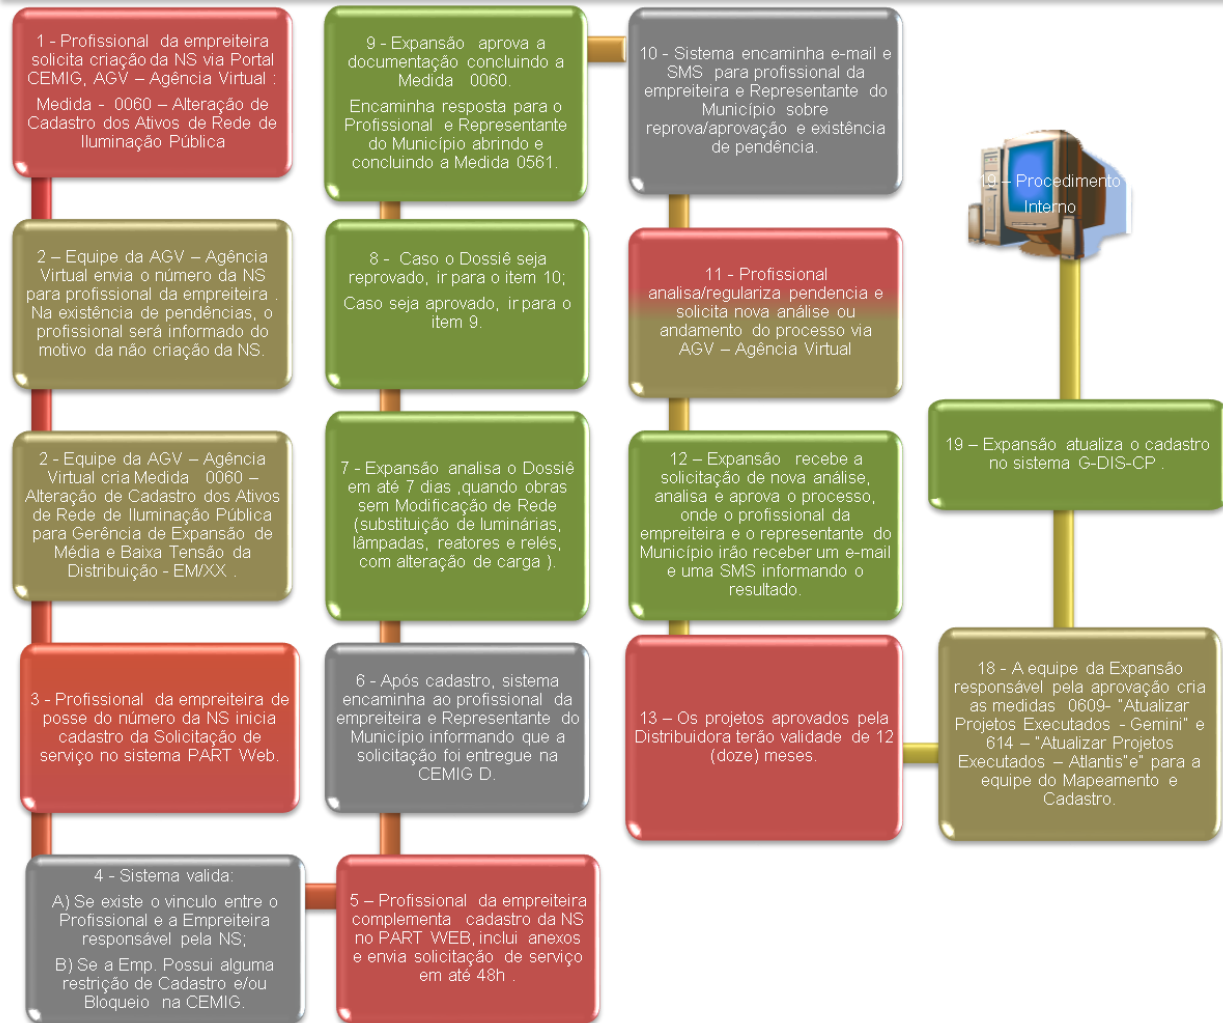 1 - Profissional da empreiteira
solicita criação da NS via Portal
CEMIG, AGV – Agência Virtual :
Medida - 0060 – Alteração de
Cadastro dos Ativos de Rede de
Iluminação Pública
2 – Equipe da AGV – Agência
Virtual envia o número da NS
para profissional da empreiteira .
Na existência de pendências, o
profissional será informado do
motivo da não criação da NS.
2 - Equipe da AGV – Agência
Virtual cria Medida 0060 –
Alteração de Cadastro dos Ativos
de Rede de Iluminação Pública
para Gerência de Expansão de
Média e Baixa Tensão da
Distribuição - EM/XX .
3 - Profissional da empreiteira de
posse do número da NS inicia
cadastro da Solicitação de
serviço no sistema PART Web.
4 - Sistema valida:
A) Se existe o vinculo entre o
Profissional e a Empreiteira
responsável pela NS;
B) Se a Emp. Possui alguma
restrição de Cadastro e/ou
Bloqueio na CEMIG.
5 – Profissional da empreiteira
complementa cadastro da NS
no PART WEB, inclui anexos
e envia solicitação de serviço
em até 48h .
6 - Após cadastro, sistema
encaminha ao profissional da
empreiteira e Representante do
Município informando que a
solicitação foi entregue na
CEMIG D.
7 - Expansão analisa o Dossiê
em até 7 dias ,quando obras
sem Modificação de Rede
(substituição de luminárias,
lâmpadas, reatores e relés,
com alteração de carga ).
8 - Caso o Dossiê seja
reprovado, ir para o item 10;
Caso seja aprovado, ir para o
item 9.
9 - Expansão aprova a
documentação concluindo a
Medida 0060.
Encaminha resposta para o
Profissional e Representante
do Município abrindo e
concluindo a Medida 0561.
10 - Sistema encaminha e-mail e
SMS para profissional da
empreiteira e Representante do
Município sobre
reprova/aprovação e existência
de pendência.
11 - Profissional
analisa/regulariza pendencia e
solicita nova análise ou
andamento do processo via
AGV – Agência Virtual
12 – Expansão recebe a
solicitação de nova análise,
analisa e aprova o processo,
onde o profissional da
empreiteira e o representante do
Município irão receber um e-mail
e uma SMS informando o
resultado.
13 – Os projetos aprovados pela
Distribuidora terão validade de 12
(doze) meses.
18 - A equipe da Expansão
responsável pela aprovação cria
as medidas 0609- "Atualizar
Projetos Executados - Gemini" e
614 – "Atualizar Projetos
Executados – Atlantis"e" para a
equipe do Mapeamento e
Cadastro.
19 – Expansão atualiza o cadastro
no sistema G-DIS-CP .
19 – Procedimento
Interno